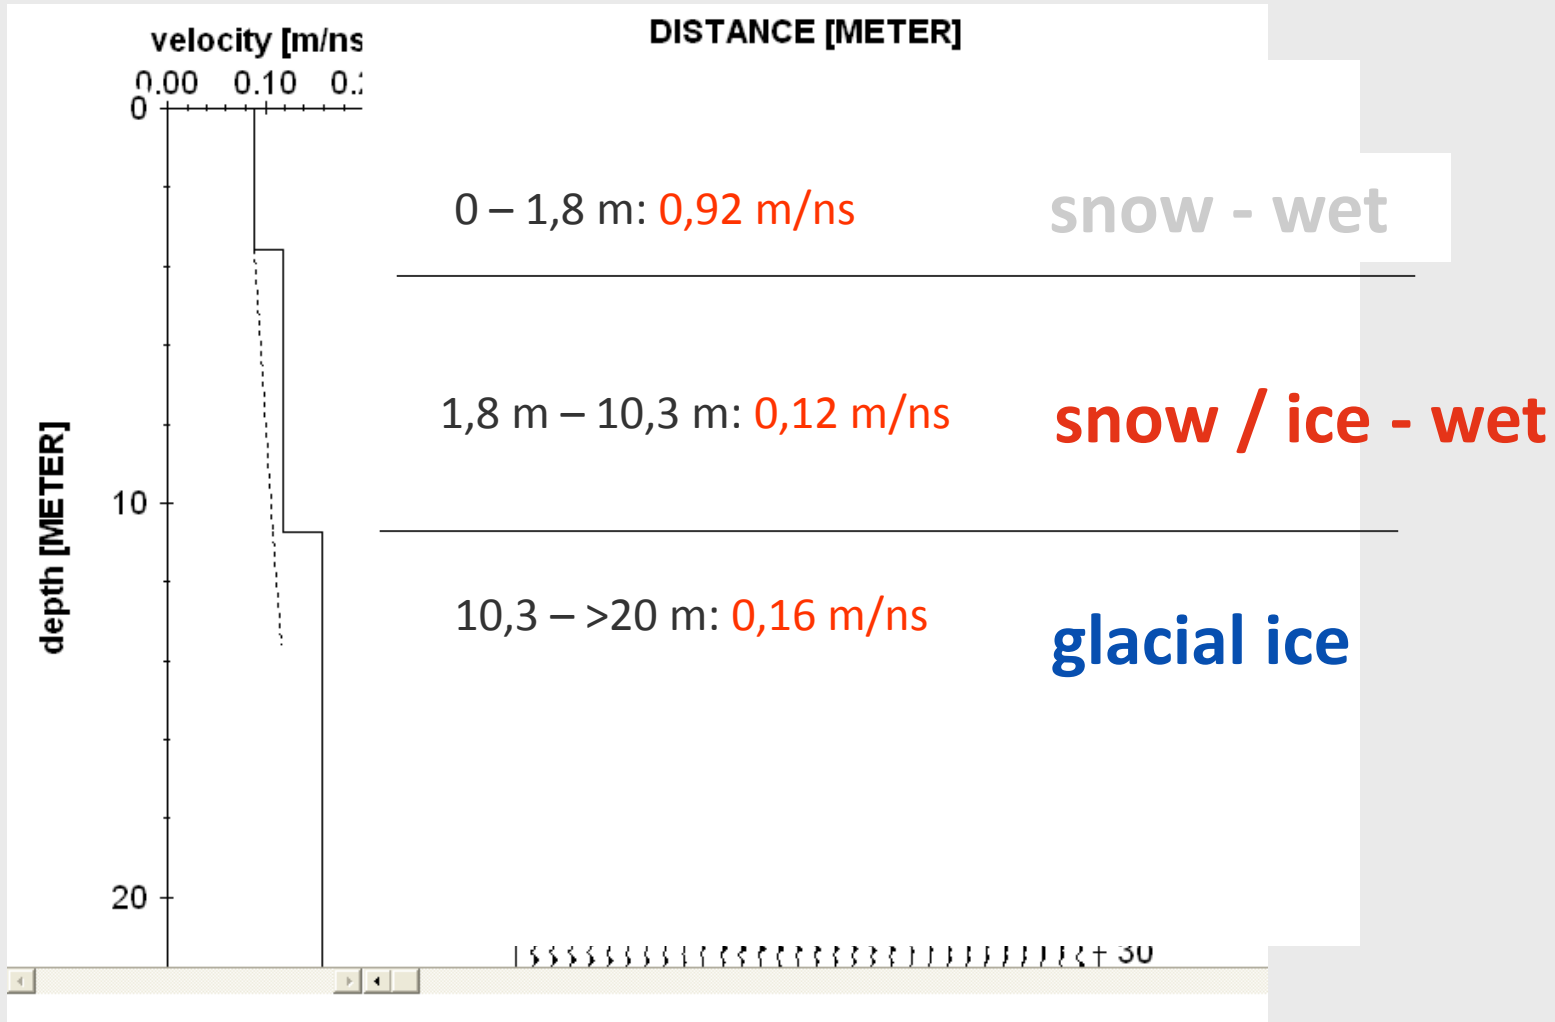 velocity [m/ns
DISTANCE [METER]
0.00 0.10 0.
0
0 – 1,8 m: 0,92 m/ns
snow - wet
1,8 m – 10,3 m: 0,12 m/ns
snow / ice - wet
depth [METER]
10
10,3 – >20 m: 0,16 m/ns
glacial ice
20
30